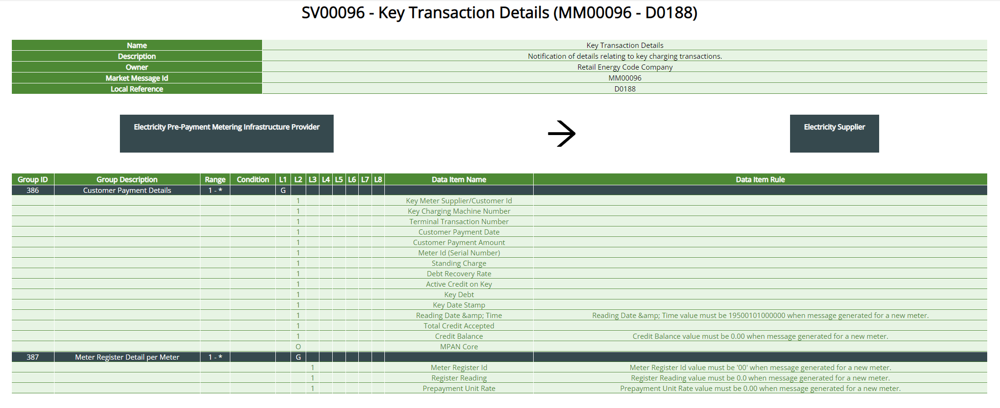 SV00096 - Key Transaction Details (MM00096 - D0188)
Name Key Transaction Details
Description Notification of details relating to key charging transactions.
Owner Retail Energy Code Company
Market Message Id MM00096
Local Reference D0188
Electricity Pre-Payment Metering Infrastructure Provider → Electricity Supplier
Group ID Group Description Range Condition L1 L2 L3 L4 L5 L6 L7 L8 Data Item Name Data Item Rule
386 Customer Payment Details 1 - * G
1 Key Meter Supplier/Customer Id
1 Key Charging Machine Number
1 Terminal Transaction Number
1 Customer Payment Date
1 Customer Payment Amount
1 Meter Id (Serial Number)
1 Standing Charge
1 Debt Recovery Rate
1 Active Credit on Key
1 Key Debt
1 Key Date Stamp
1 Reading Date &amp; Time Reading Date &amp; Time value must be 19500101000000 when message generated for a new meter.
1 Total Credit Accepted
1 Credit Balance Credit Balance value must be 0.00 when message generated for a new meter.
O MPAN Core
387 Meter Register Detail per Meter 1 - * G
1 Meter Register Id Meter Register Id value must be '00' when message generated for a new meter.
1 Register Reading Register Reading value must be 0.0 when message generated for a new meter.
1 Prepayment Unit Rate Prepayment Unit Rate value must be 0.00 when message generated for a new meter.